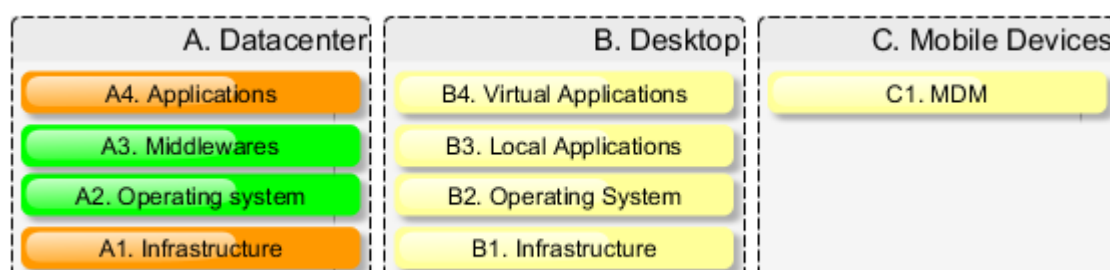 A. Datacenter
A4. Applications
A3. Middlewares
A2. Operating system
A1. Infrastructure
B. Desktop
B4. Virtual Applications
B3. Local Applications
B2. Operating System
B1. Infrastructure
C. Mobile Devices
C1. MDM